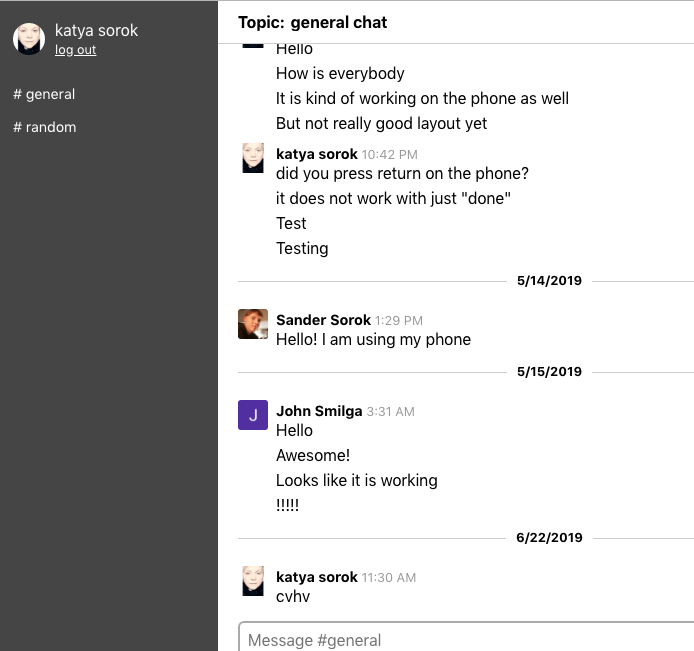 katya sorok
log out
# general
# random
Topic: general chat
Hello
How is everybody
It is kind of working on the phone as well
But not really good layout yet
katya sorok 10:42 PM
did you press return on the phone?
it does not work with just "done"
Test
Testing
5/14/2019
Sander Sorok 1:29 PM
Hello! I am using my phone
5/15/2019
J
John Smilga 3:31 AM
Hello
Awesome!
Looks like it is working
!!!!!
6/22/2019
katya sorok 11:30 AM
cvhv
Message #general